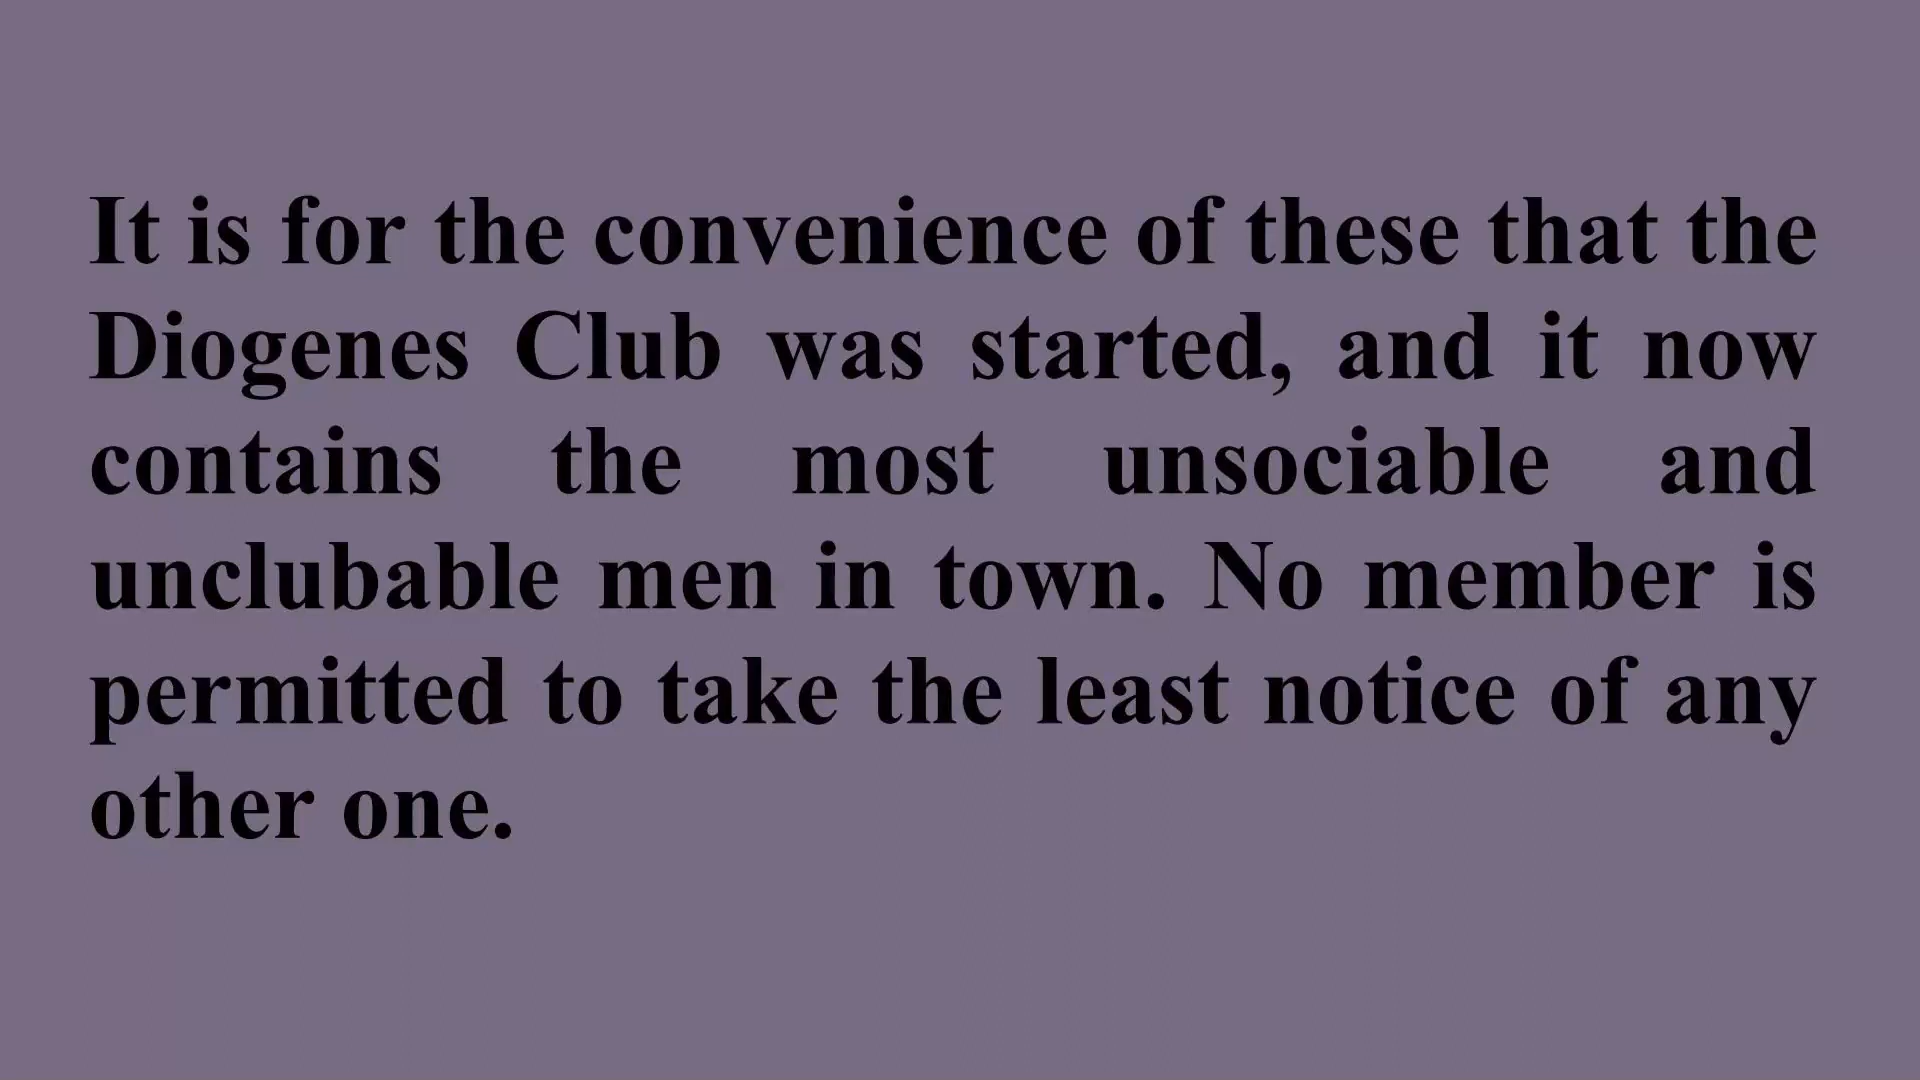 It is for the convenience of these that the
Diogenes Club was started, and it now
contains the most unsociable and
unclubable men in town. No member is
permitted to take the least notice of any
other one.